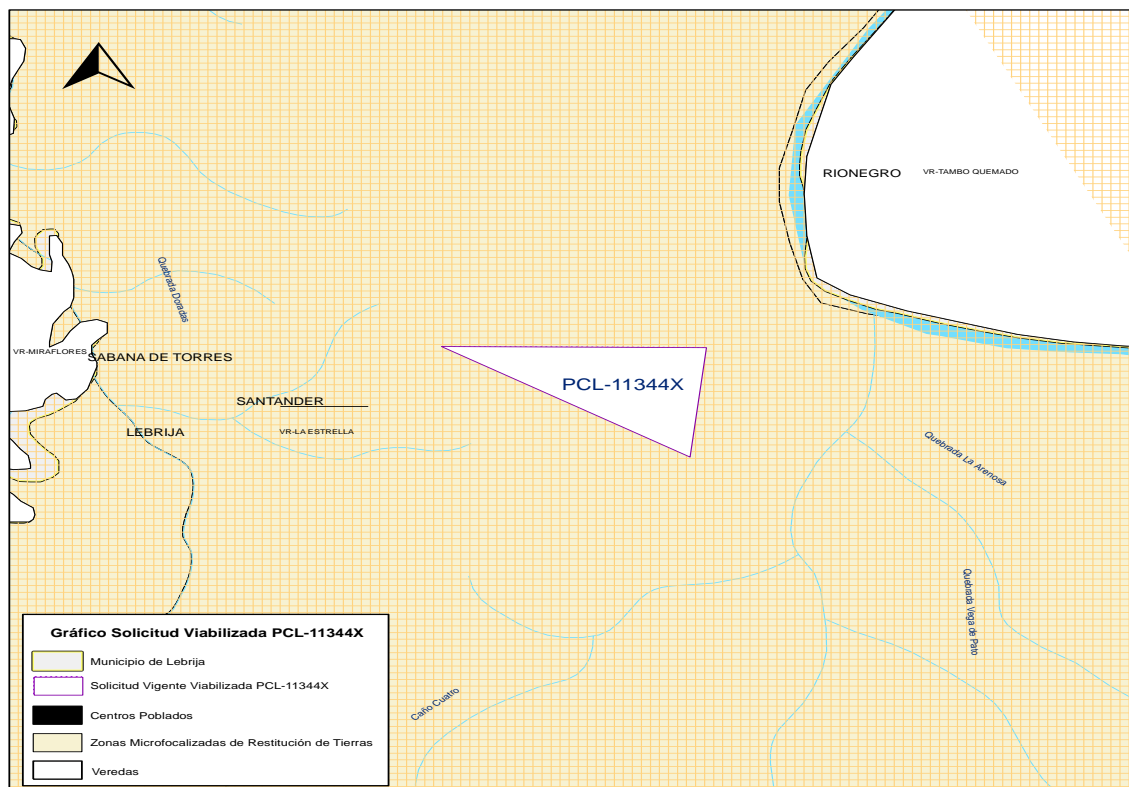 RIONEGRO
VR-TAMBO QUEMADO
Quebrada Doradas
VR-MIRAFLORES
SABANA DE TORRES
PCL-11344X
SANTANDER
LEBRIJA
VR-LA ESTRELLA
Quebrada La Arenosa
Quebrada Vega de Pato
Caño Cuatro
Gráfico Solicitud Viabilizada PCL-11344X
Municipio de Lebrija
Solicitud Vigente Viabilizada PCL-11344X
Centros Poblados
Zonas Microfocalizadas de Restitución de Tierras
Veredas